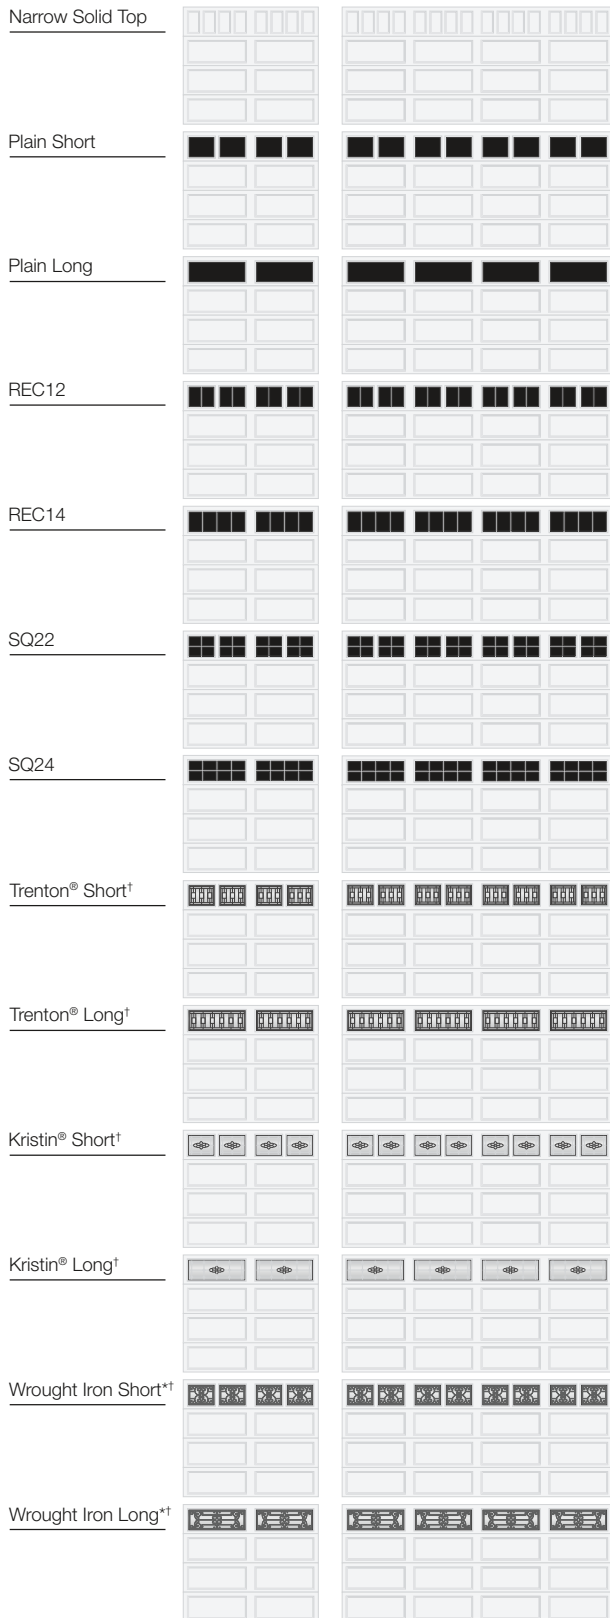 Narrow Solid Top
Plain Short
Plain Long
REC12
REC14
SQ22
SQ24
Trenton® Short†
Trenton® Long†
Kristin® Short†
Kristin® Long†
Wrought Iron Short*†
Wrought Iron Long*†